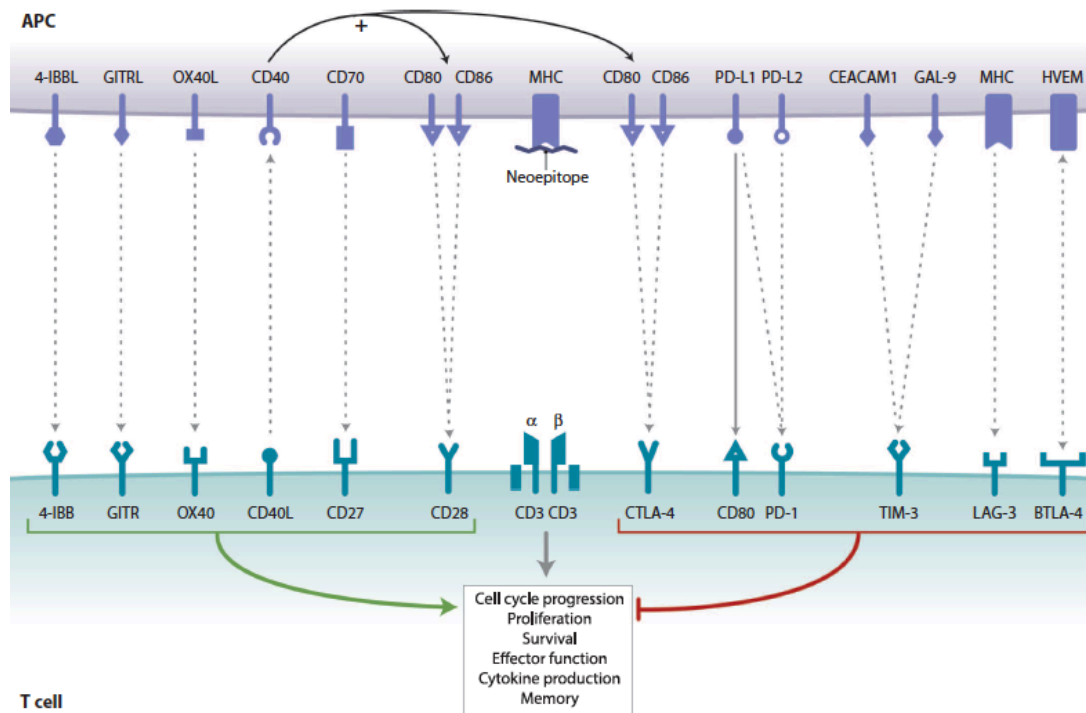 APC
+
4-IBBL GITRL OX40L CD40 CD70 CD80 CD86 MHC CD80 CD86 PD-L1 PD-L2 CEACAM1 GAL-9 MHC HVEM
Neoepitope
α β
4-IBB GITR OX40 CD40L CD27 CD28 CD3 CD3 CTLA-4 CD80 PD-1 TIM-3 LAG-3 BTLA-4
Cell cycle progression
Proliferation
Survival
Effector function
Cytokine production
Memory
T cell